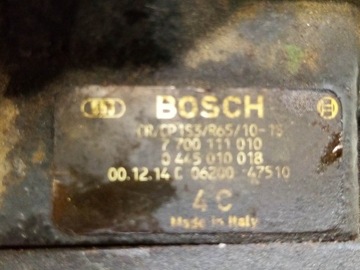 BOSCH
CR/CP1S3/R65/10-1S
7 700 111 010
0 445 010 018
00.12.14 C 06200 47510
4 C
Made in Italy